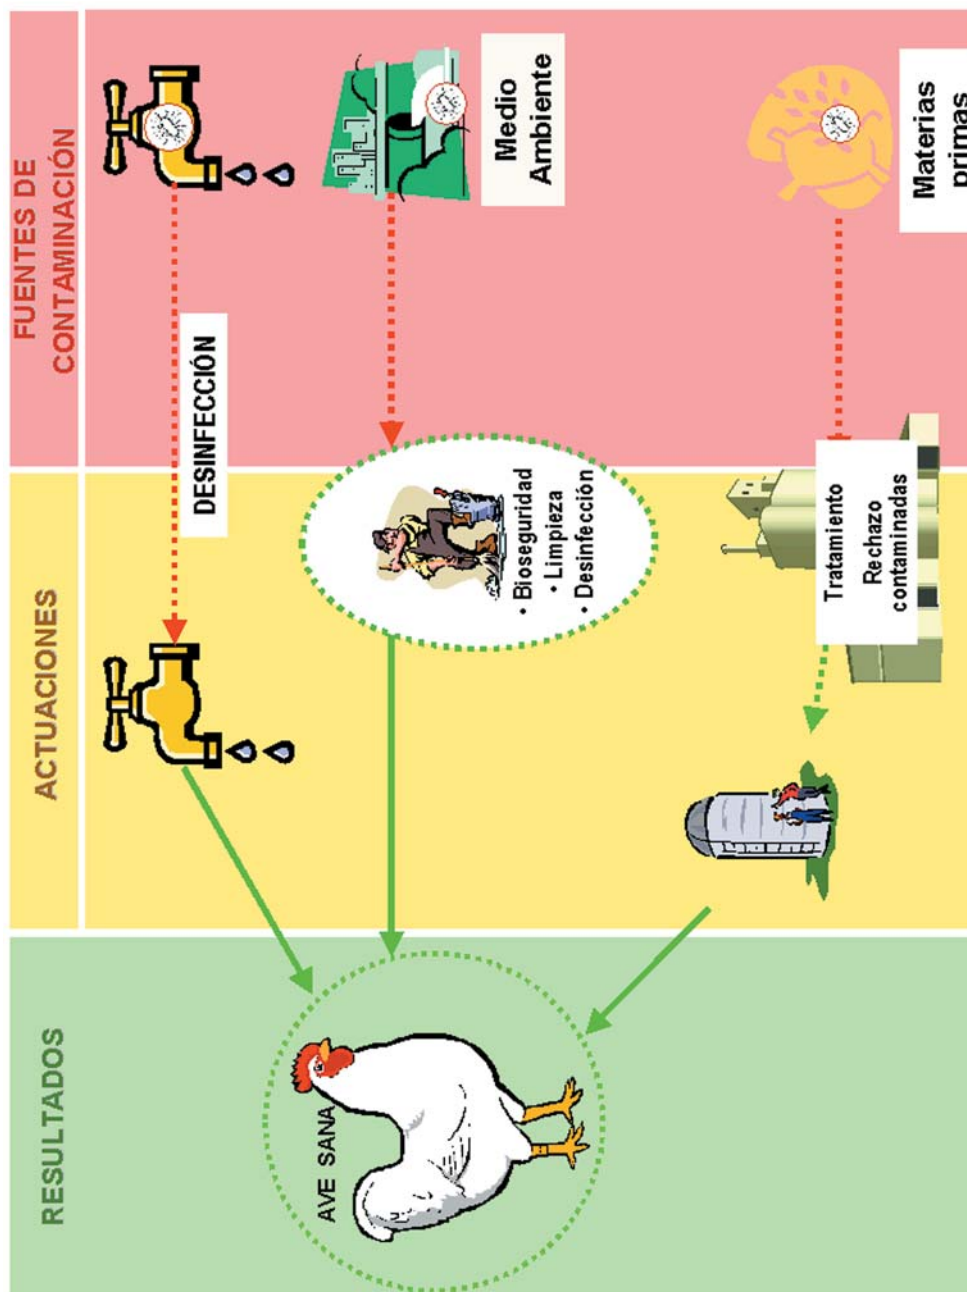 RESULTADOS
ACTUACIONES
FUENTES DE
CONTAMINACIÓN
AVE SANA
DESINFECCIÓN
• Bioseguridad
• Limpieza
• Desinfección
Medio
Ambiente
Tratamiento
Rechazo
contaminadas
Materias
primas